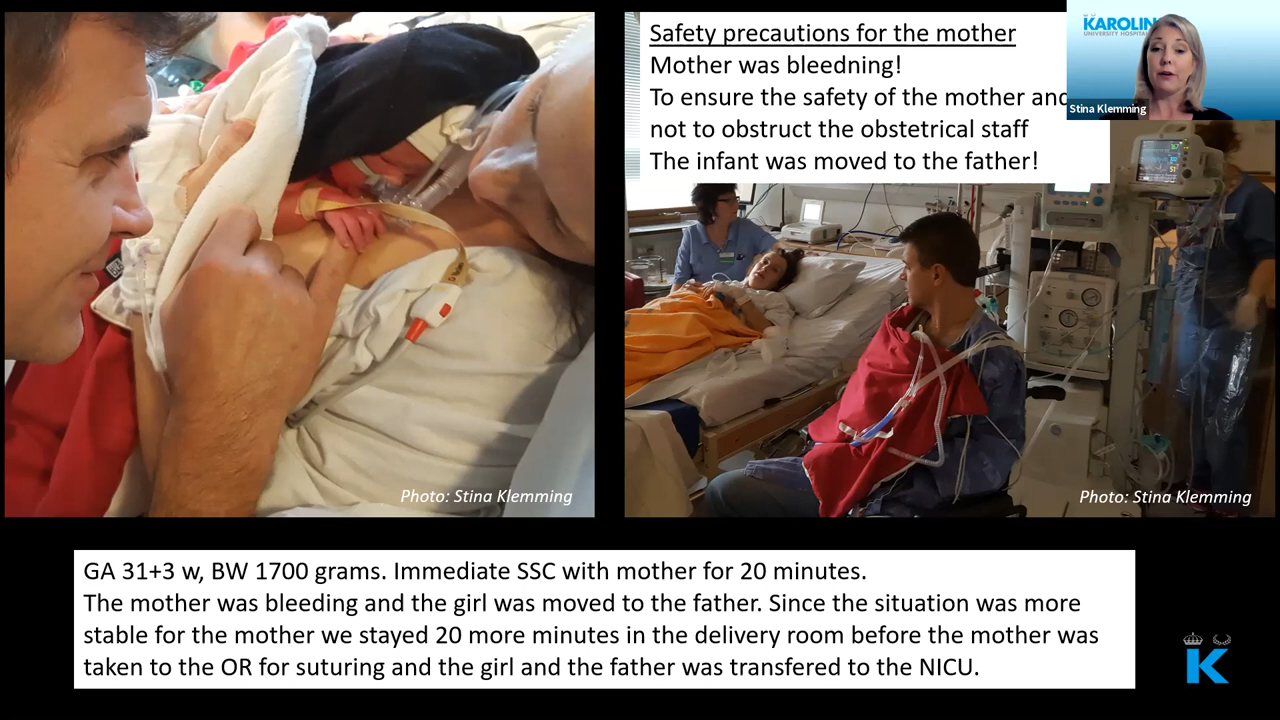 Safety precautions for the mother
Mother was bleedning!
To ensure the safety of the mother and
not to obstruct the obstetrical staff
The infant was moved to the father!
KAROLIN
UNIVERSITY HOSPITAL
Stina Klemming
Photo: Stina Klemming
Photo: Stina Klemming
GA 31+3 w, BW 1700 grams. Immediate SSC with mother for 20 minutes.
The mother was bleeding and the girl was moved to the father. Since the situation was more
stable for the mother we stayed 20 more minutes in the delivery room before the mother was
taken to the OR for suturing and the girl and the father was transfered to the NICU.
K